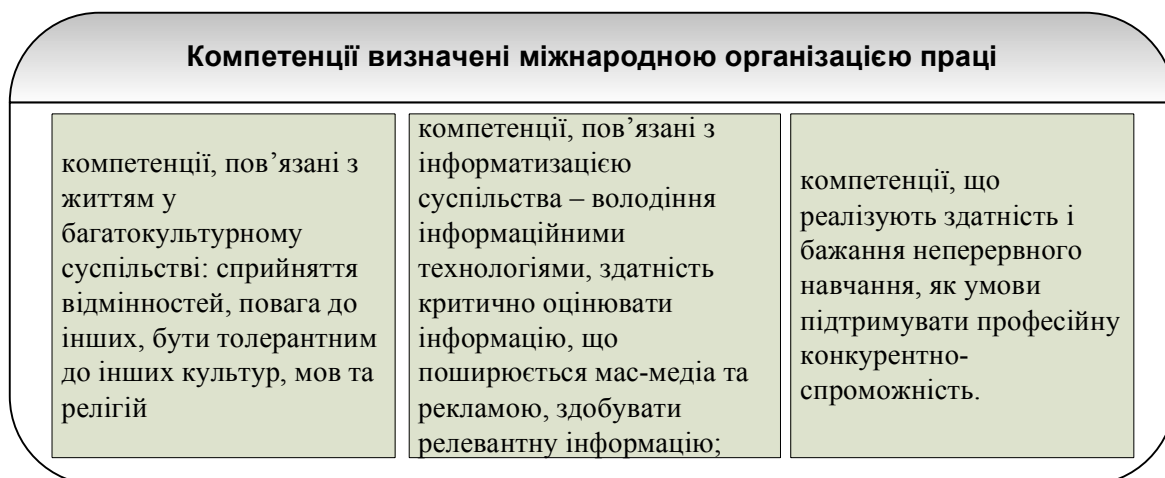 Компетенції визначені міжнародною організацією праці
компетенції, пов’язані з
життям у
багатокультурному
суспільстві: сприйняття
відмінностей, повага до
інших, бути толерантним
до інших культур, мов та
релігій
компетенції, пов’язані з
інформатизацією
суспільства – володіння
інформаційними
технологіями, здатність
критично оцінювати
інформацію, що
поширюється мас-медіа та
рекламою, здобувати
релевантну інформацію;
компетенції, що
реалізують здатність і
бажання неперервного
навчання, як умови
підтримувати професійну
конкурентно-
спроможність.